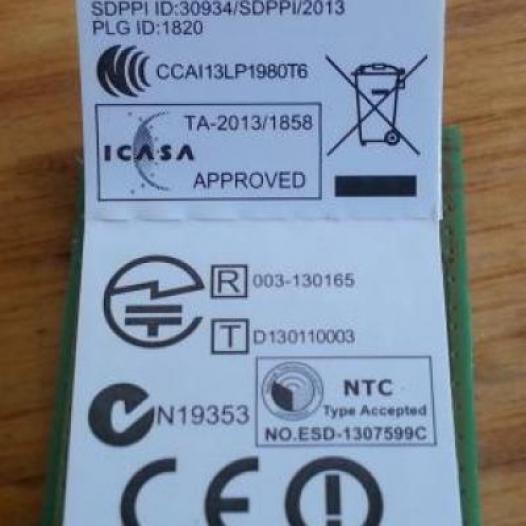 SDPPI ID:30934/SDPPI/2013
PLG ID:1820
CCAI13LP1980T6
TA-2013/1858
ICASA
APPROVED
R 003-130165
T D130110003
N19353
NTC
Type Accepted
NO.ESD-1307599C
CE